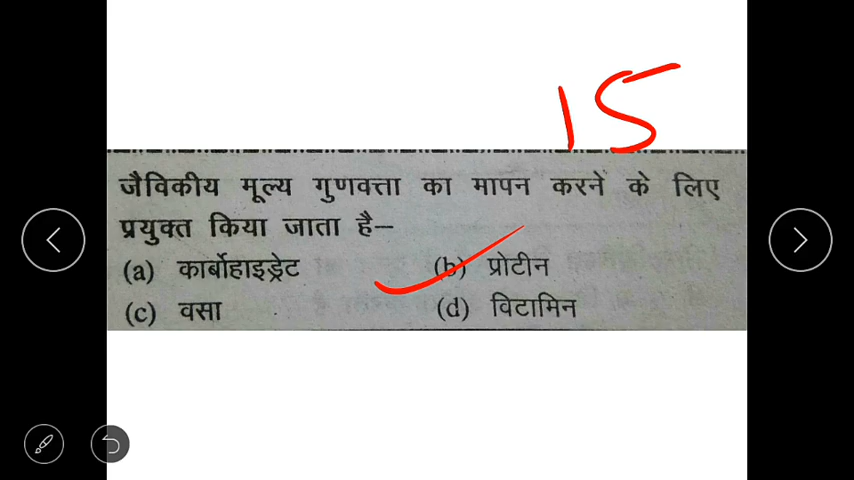 15
जैविकीय मूल्य गुणवत्ता का मापन करने के लिए
प्रयुक्त किया जाता है–
(a) कार्बोहाइड्रेट (b) प्रोटीन
(c) वसा (d) विटामिन